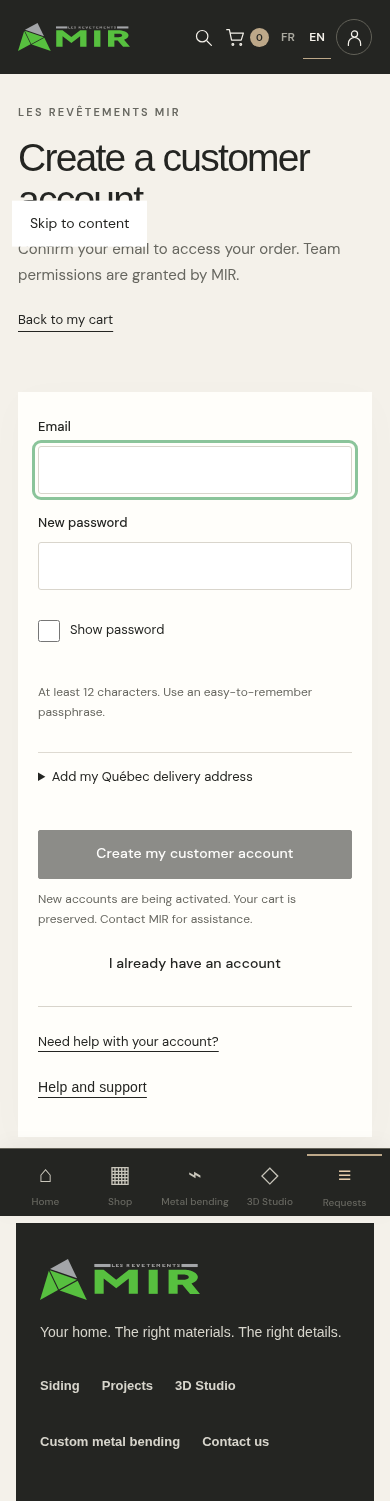 LES REVÊTEMENTS
MIR
0
FR
EN
LES REVÊTEMENTS MIR
Create a customer
account
Skip to content
Confirm your email to access your order. Team
permissions are granted by MIR.
Back to my cart
Email
New password
Show password
At least 12 characters. Use an easy-to-remember
passphrase.
Add my Québec delivery address
Create my customer account
New accounts are being activated. Your cart is
preserved. Contact MIR for assistance.
I already have an account
Need help with your account?
Help and support
Home
Shop
Metal bending
3D Studio
Requests
LES REVÊTEMENTS
MIR
Your home. The right materials. The right details.
Siding
Projects
3D Studio
Custom metal bending
Contact us